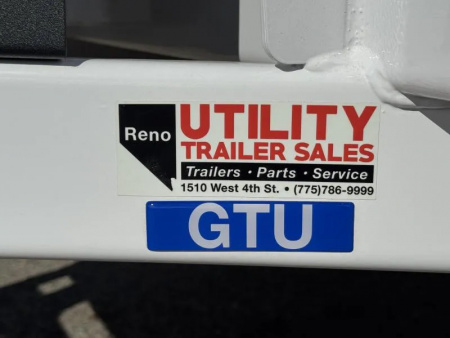 Reno
UTILITY
TRAILER SALES
Trailers · Parts · Service
1510 West 4th St. • (775)786-9999
GTU